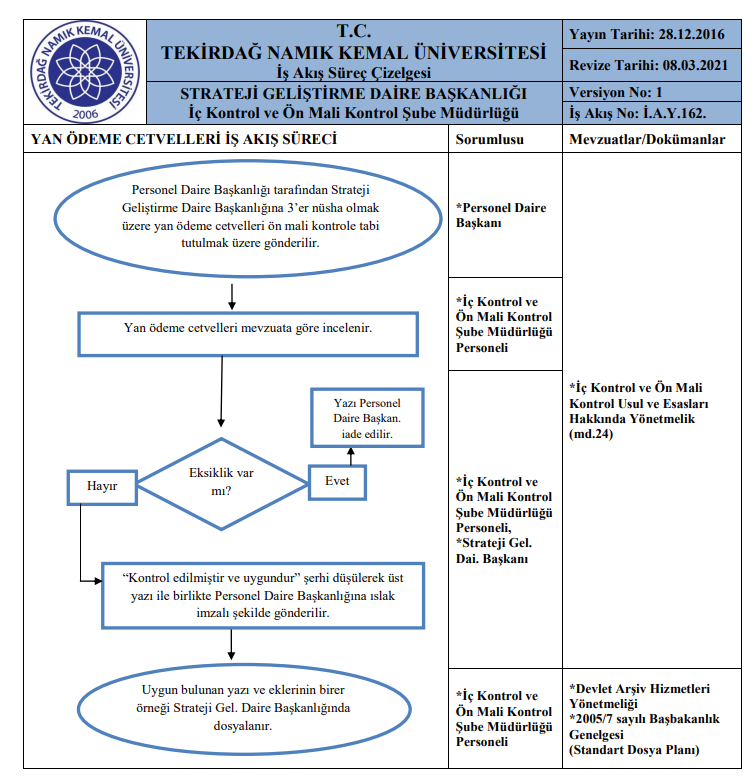 TEKİRDAĞ NAMIK KEMAL ÜNİVERSİTESİ
2006
T.C.
TEKİRDAĞ NAMIK KEMAL ÜNİVERSİTESİ
İş Akış Süreç Çizelgesi
STRATEJİ GELİŞTİRME DAİRE BAŞKANLIĞI
İç Kontrol ve Ön Mali Kontrol Şube Müdürlüğü
Yayın Tarihi: 28.12.2016
Revize Tarihi: 08.03.2021
Versiyon No: 1
İş Akış No: İ.A.Y.162.
YAN ÖDEME CETVELLERİ İŞ AKIŞ SÜRECİ
Sorumlusu
Mevzuatlar/Dokümanlar
Personel Daire Başkanlığı tarafından Strateji
Geliştirme Daire Başkanlığına 3’er nüsha olmak
üzere yan ödeme cetvelleri ön mali kontrole tabi
tutulmak üzere gönderilir.
*Personel Daire
Başkanı
Yan ödeme cetvelleri mevzuata göre incelenir.
*İç Kontrol ve
Ön Mali Kontrol
Şube Müdürlüğü
Personeli
Yazı Personel
Daire Başkan.
iade edilir.
Eksiklik var
mı?
Evet
Hayır
“Kontrol edilmiştir ve uygundur” şerhi düşülerek üst
yazı ile birlikte Personel Daire Başkanlığına ıslak
imzalı şekilde gönderilir.
*İç Kontrol ve
Ön Mali Kontrol
Şube Müdürlüğü
Personeli,
*Strateji Gel.
Dai. Başkanı
*İç Kontrol ve Ön Mali
Kontrol Usul ve Esasları
Hakkında Yönetmelik
(md.24)
Uygun bulunan yazı ve eklerinin birer
örneği Strateji Gel. Daire Başkanlığında
dosyalanır.
*İç Kontrol ve
Ön Mali Kontrol
Şube Müdürlüğü
Personeli
*Devlet Arşiv Hizmetleri
Yönetmeliği
*2005/7 sayılı Başbakanlık
Genelgesi
(Standart Dosya Planı)